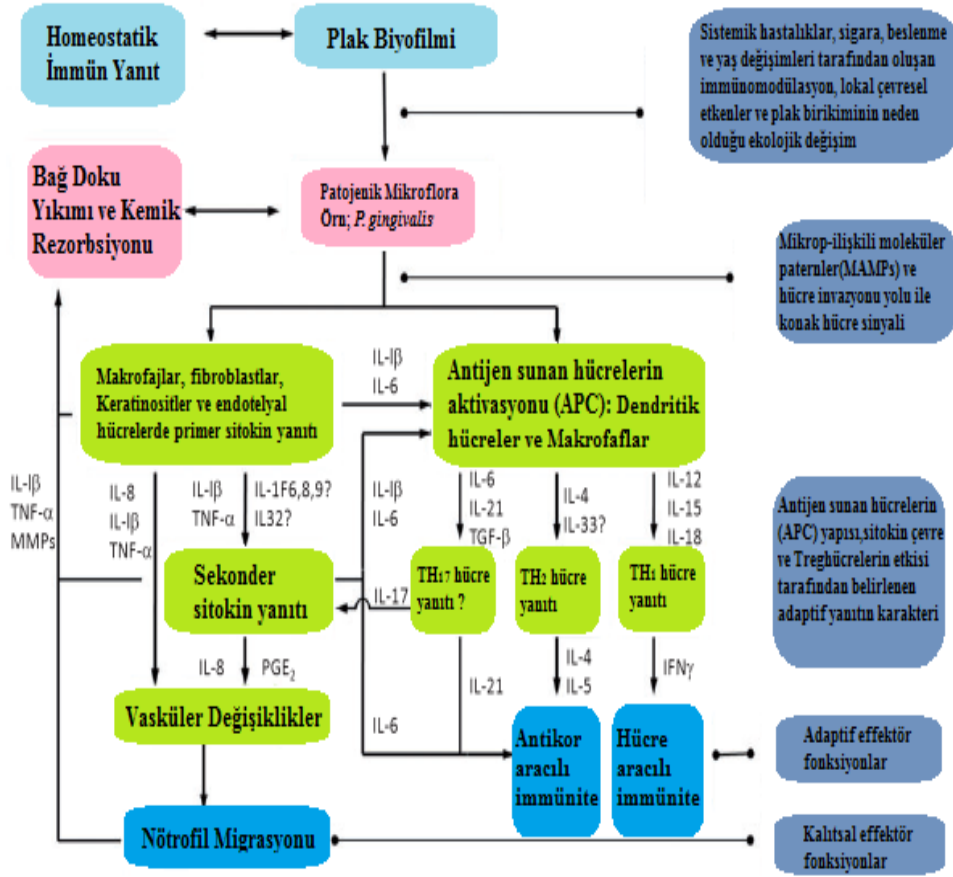 Homeostatik
İmmün Yanıt
Plak Biyofilmi
Sistemik hastalıklar, sigara, beslenme
ve yaş değişimleri tarafından oluşan
immünomodülasyon, lokal çevresel
etkenler ve plak birikiminin neden
olduğu ekolojik değişim
Bağ Doku
Yıkımı ve Kemik
Rezorbsiyonu
Patojenik Mikroflora
Örn; P. gingivalis
Mikrop-ilişkili moleküler
paternler(MAMPs) ve
hücre invazyonu yolu ile
konak hücre sinyali
Makrofajlar, fibroblastlar,
Keratinositler ve endotelyal
hücrelerde primer sitokin yanıtı
IL-lβ
IL-6
Antijen sunan hücrelerin
aktivasyonu (APC): Dendritik
hücreler ve Makrofaflar
IL-lβ
TNF-α
MMPs
IL-8
IL-lβ
TNF-α
IL-lβ
TNF-α
IL-1F6,8,9?
IL32?
IL-lβ
IL-6
IL-6
IL-21
TGF-β
IL-4
IL-33?
IL-12
IL-15
IL-18
Antijen sunan hücrelerin
(APC) yapısı,sitokin çevre
ve Treghücrelerin etkisi
tarafından belirlenen
adaptif yanıtın karakteri
Sekonder
sitokin yanıtı
IL-17
TH17 hücre
yanıtı ?
TH2 hücre
yanıtı
TH1 hücre
yanıtı
IL-8
PGE2
IL-21
IL-4
IL-5
IFNγ
Vasküler Değişiklikler
IL-6
Antikor
aracılı
immünite
Hücre
aracılı
immünite
Adaptif effektör
fonksiyonlar
Nötrofil Migrasyonu
Kalıtsal effektör
fonksiyonlar